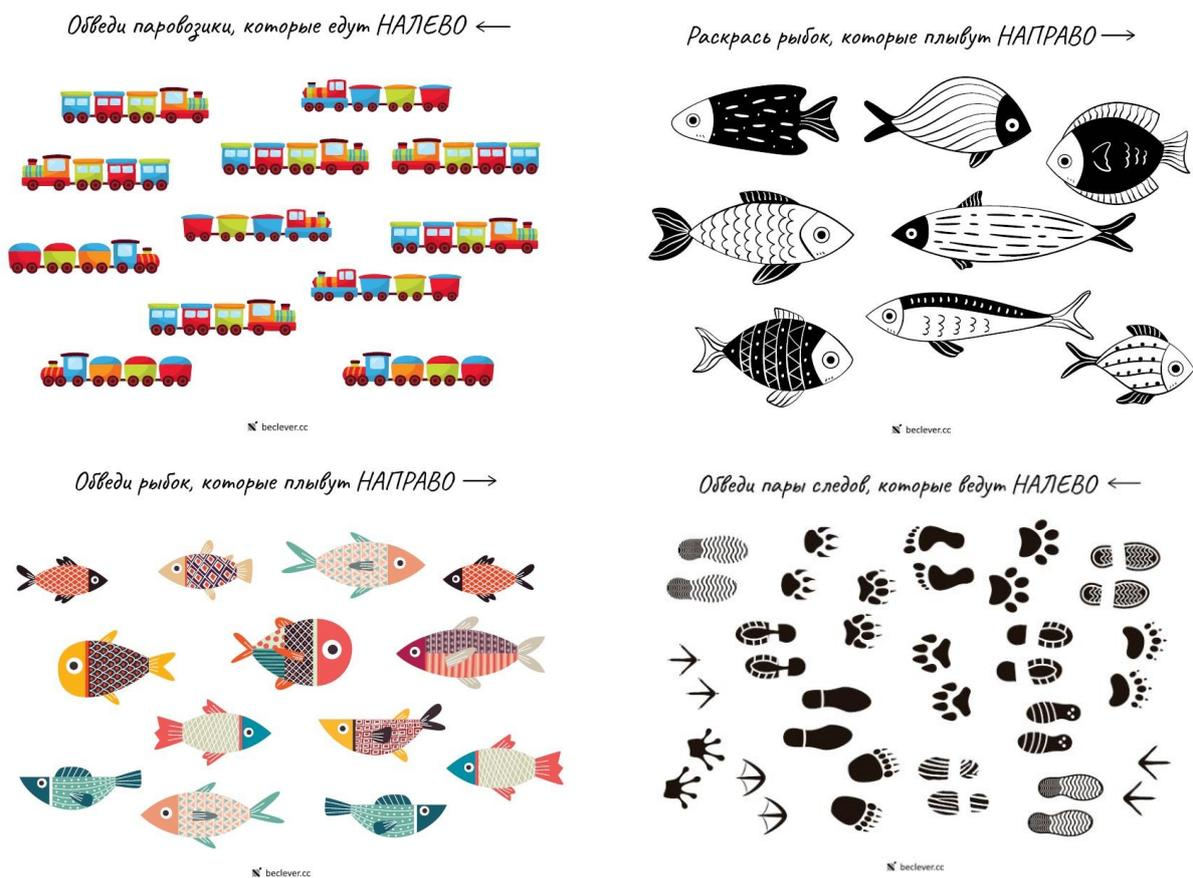 Обведи паровозики, которые едут НАЛЕВО
Раскрась рыбок, которые плывут НАПРАВО
beclever.cc
beclever.cc
Обведи рыбок, которые плывут НАПРАВО
Обведи пары следов, которые ведут НАЛЕВО
beclever.cc
beclever.cc